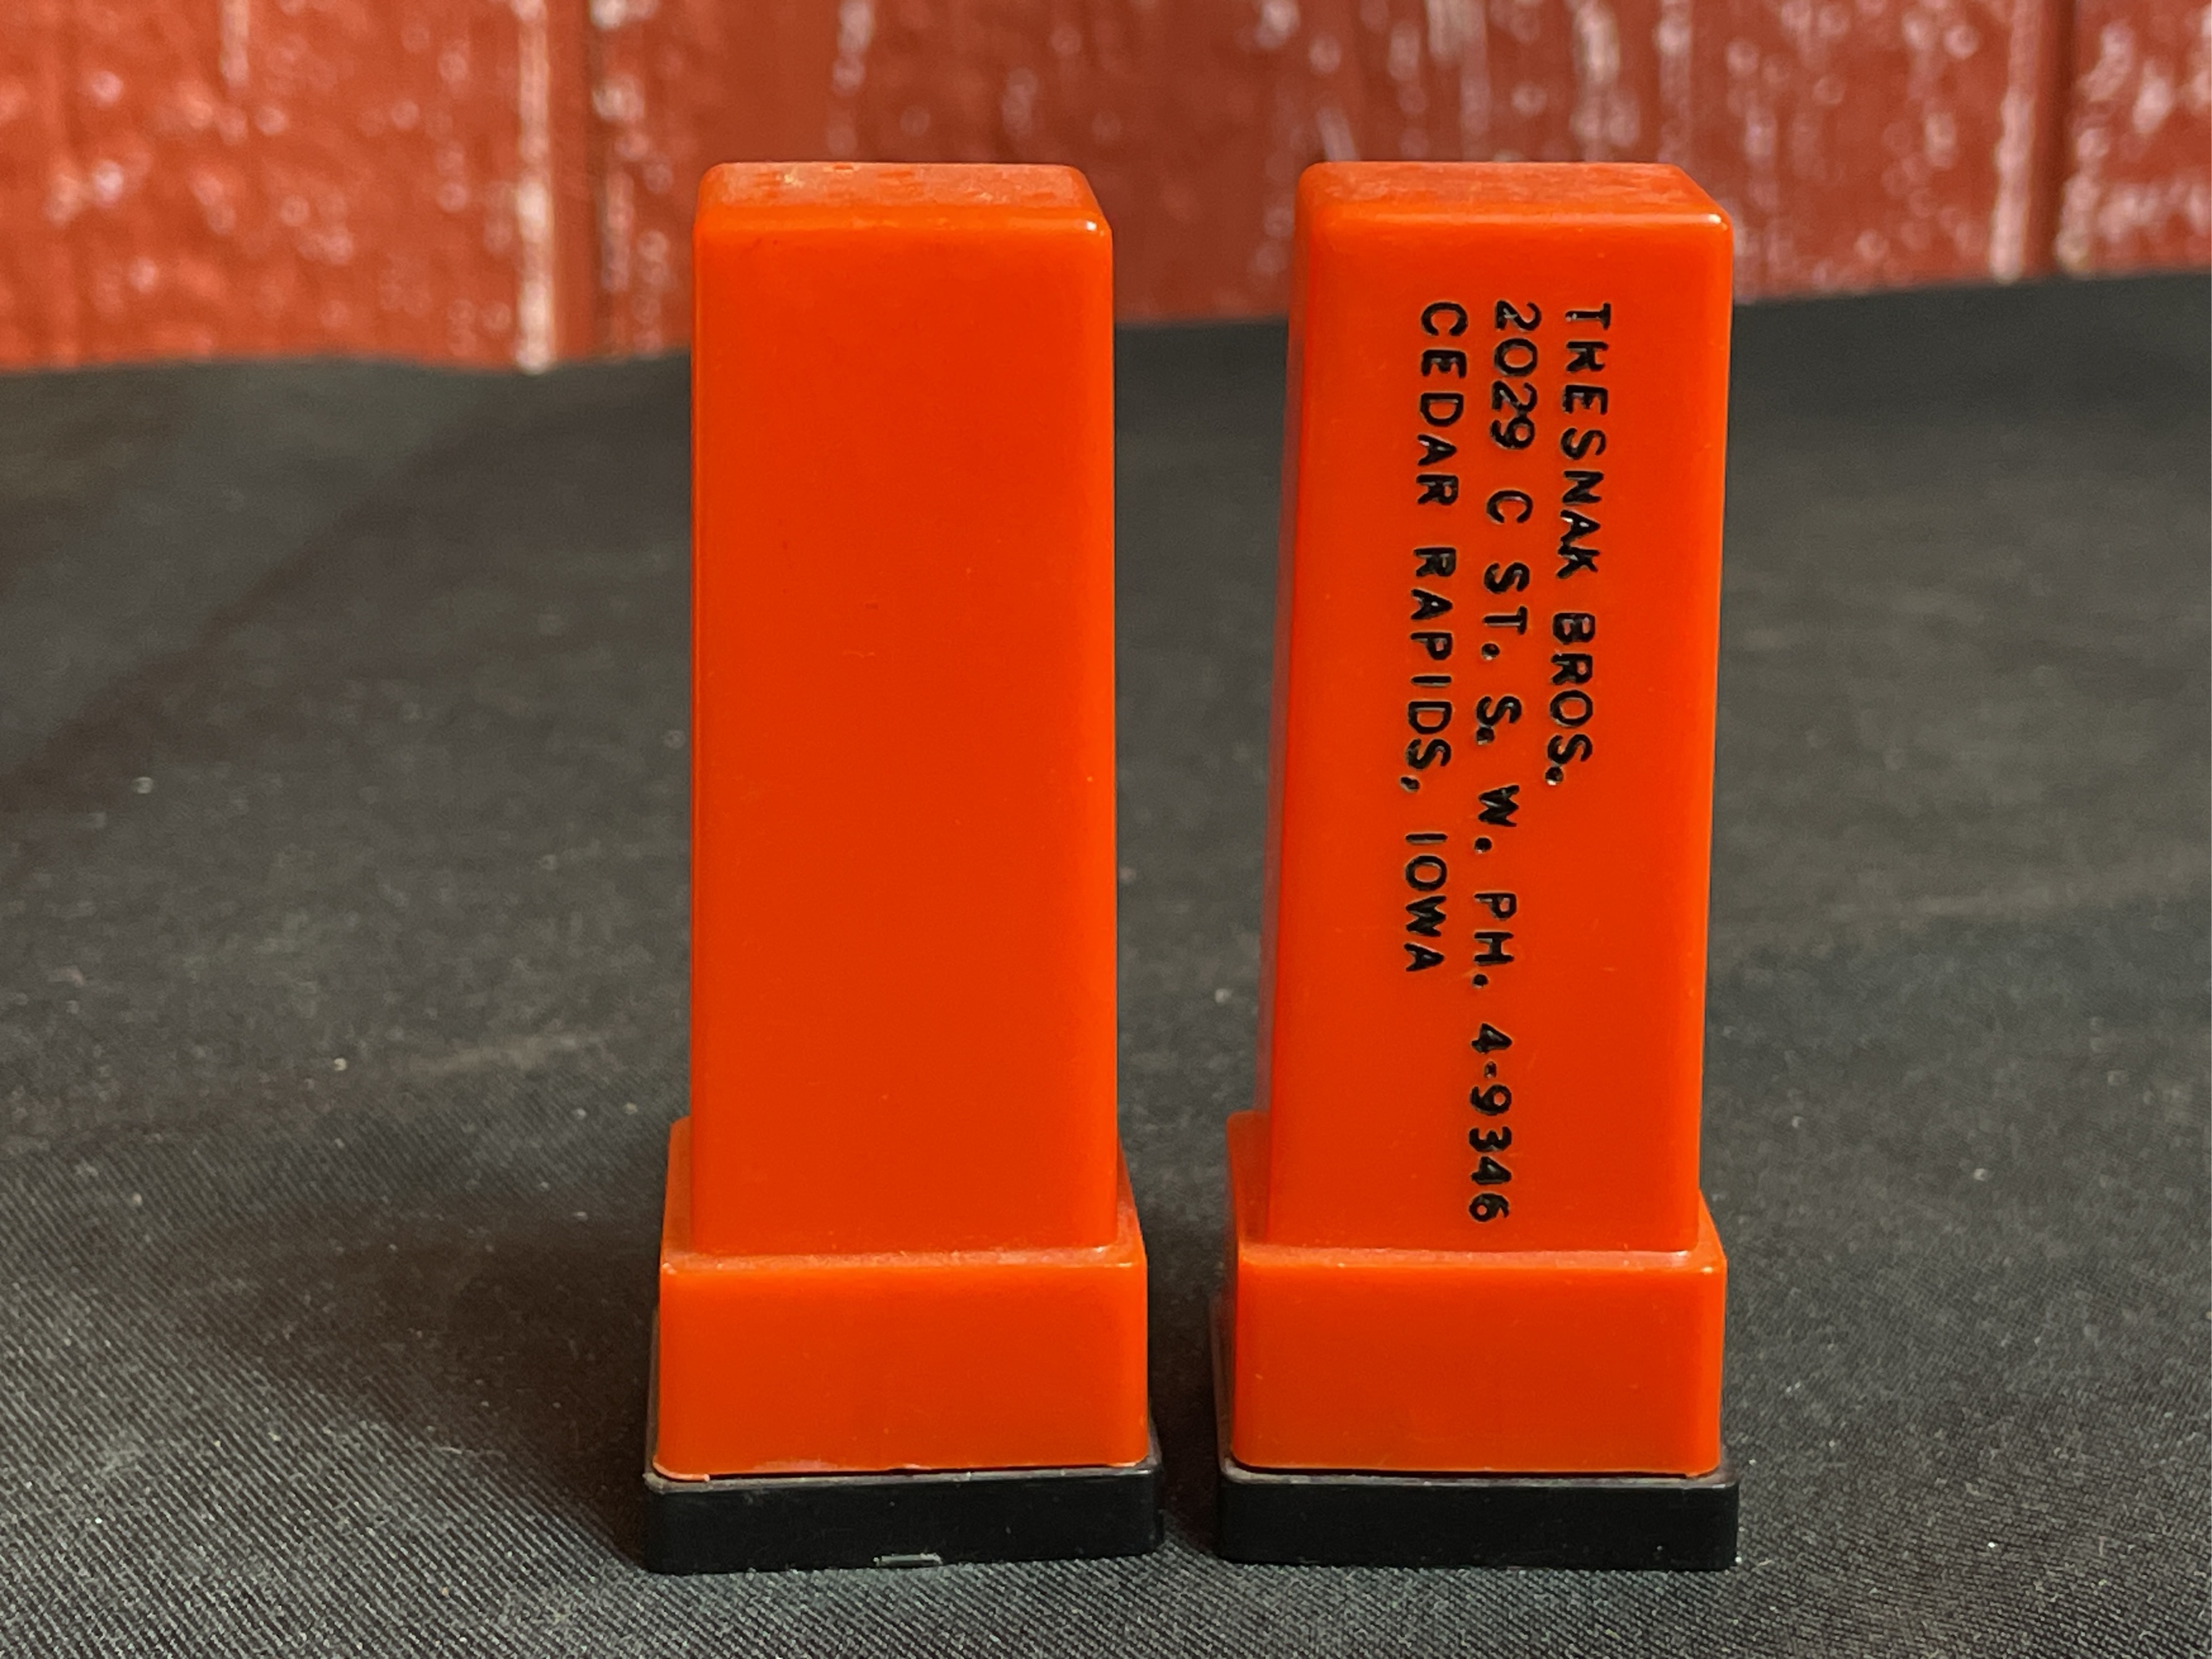 TRESNAK BROS.
2029 C ST. S. W. PH. 4-9346
CEDAR RAPIDS, IOWA